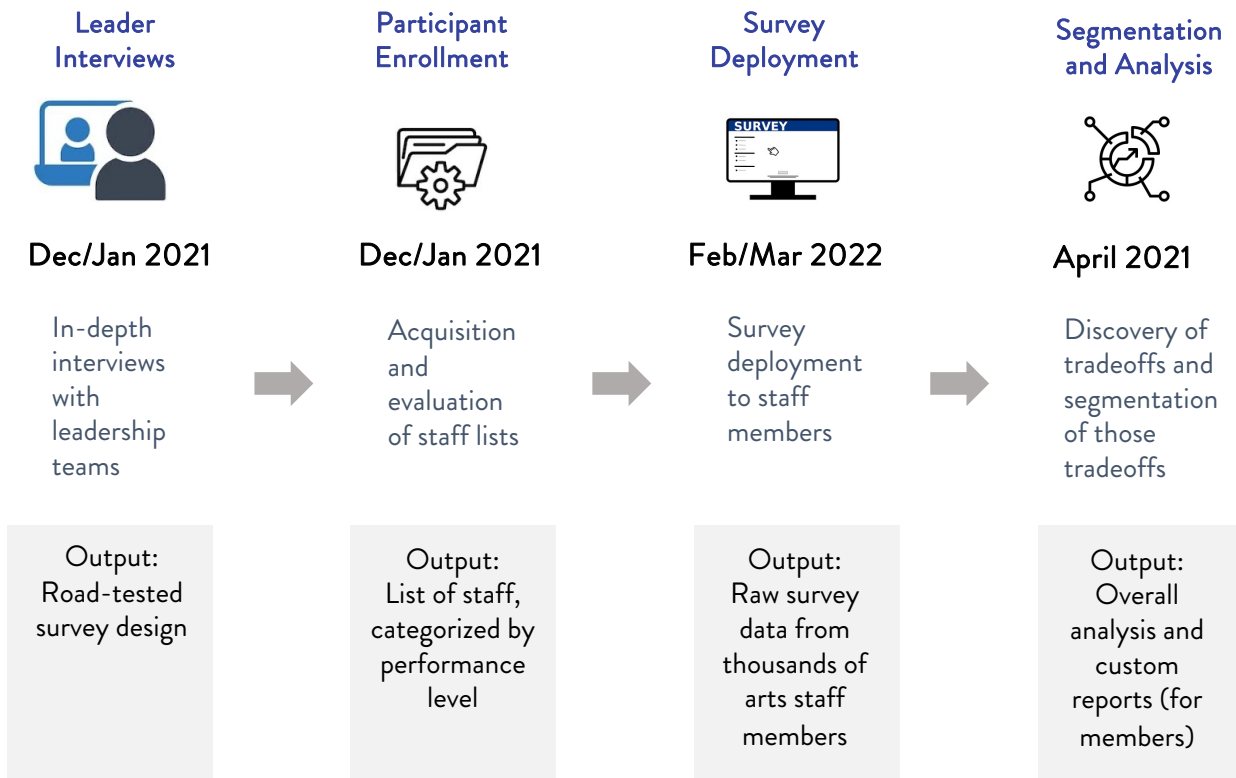 Leader
Interviews
Dec/Jan 2021
In-depth
interviews
with
leadership
teams
Output:
Road-tested
survey design
Participant
Enrollment
Dec/Jan 2021
Acquisition
and
evaluation
of staff lists
Output:
List of staff,
categorized by
performance
level
Survey
Deployment
SURVEY
Feb/Mar 2022
Survey
deployment
to staff
members
Output:
Raw survey
data from
thousands of
arts staff
members
Segmentation
and Analysis
April 2021
Discovery of
tradeoffs and
segmentation
of those
tradeoffs
Output:
Overall
analysis and
custom
reports (for
members)